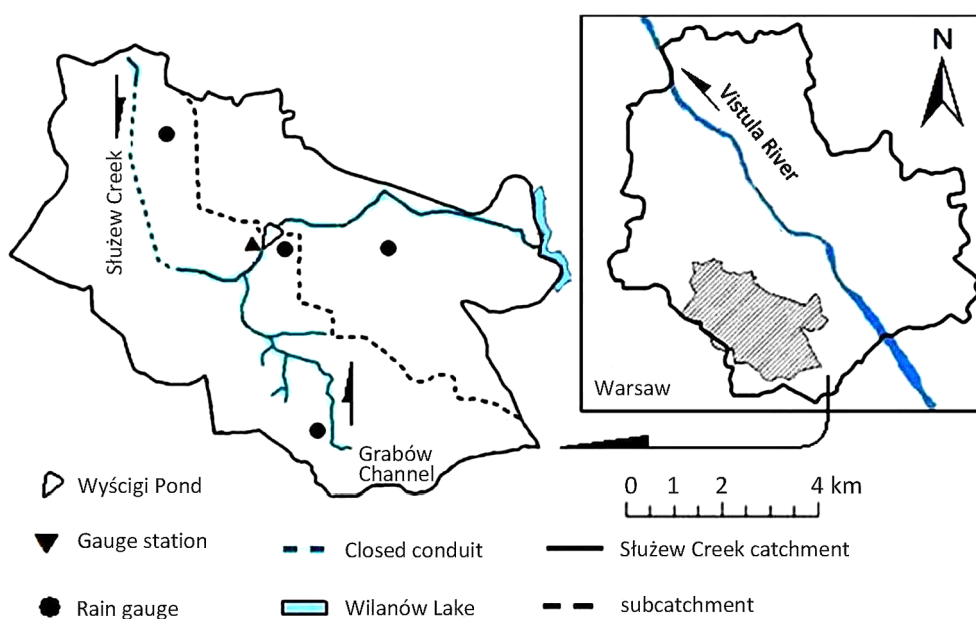 N
Vistula River
Służew Creek
Warsaw
Grabów
Channel
0 1 2 4 km
Wyścigi Pond
Gauge station
Closed conduit
Służew Creek catchment
Rain gauge
Wilanów Lake
subcatchment